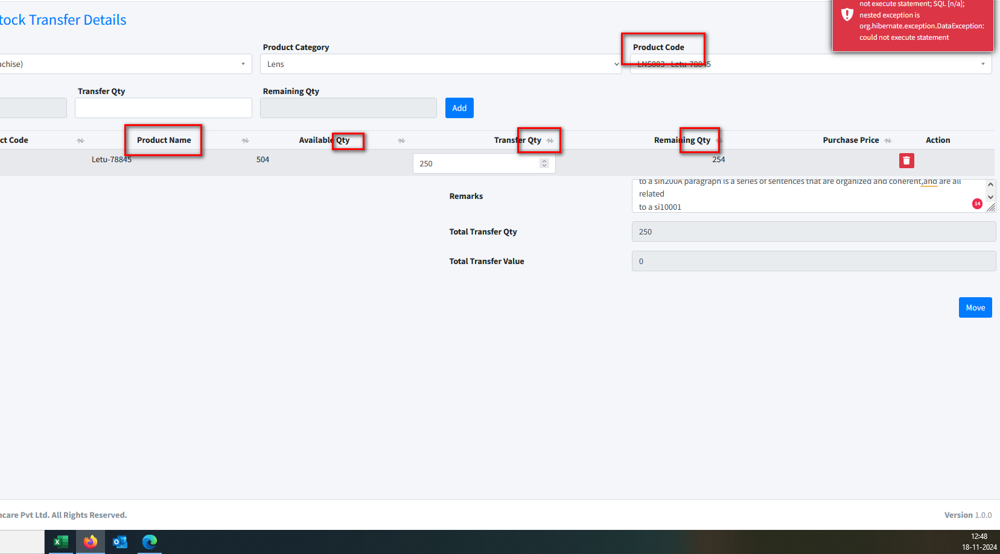 not execute statement; SQL [n/a];
nested exception is
org.hibernate.exception.DataException:
could not execute statement
tock Transfer Details
Product Category
Product Code
nchise)
Lens
LNS003 - Letu-78845
Transfer Qty
Remaining Qty
Add
ct Code
Product Name
Available Qty
Transfer Qty
Remaining Qty
Purchase Price
Action
Letu-78845
504
250
254
Remarks
to a sin200A paragraph is a series of sentences that are organized and coherent,and are all
related
to a si10001
14
Total Transfer Qty
250
Total Transfer Value
0
Move
ncare Pvt Ltd. All Rights Reserved.
Version 1.0.0
12:48
18-11-2024